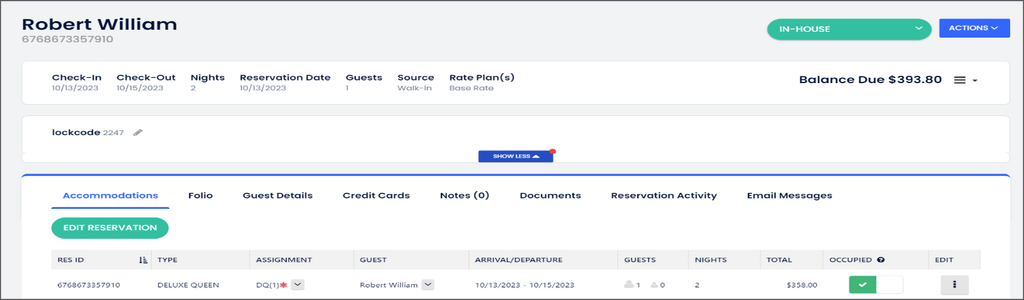 Robert William
6768673357910
IN-HOUSE
ACTIONS
Check-In Check-Out Nights Reservation Date Guests Source Rate Plan(s)
10/13/2023 10/15/2023 2 10/13/2023 1 Walk-In Base Rate
Balance Due $393.80
lockcode 2247
SHOW LESS
Accommodations Folio Guest Details Credit Cards Notes (0) Documents Reservation Activity Email Messages
EDIT RESERVATION
RES ID TYPE ASSIGNMENT GUEST ARRIVAL/DEPARTURE GUESTS NIGHTS TOTAL OCCUPIED ? EDIT
6768673357910 DELUXE QUEEN DQ(1)* Robert William 10/13/2023 - 10/15/2023 1 0 2 $358.00